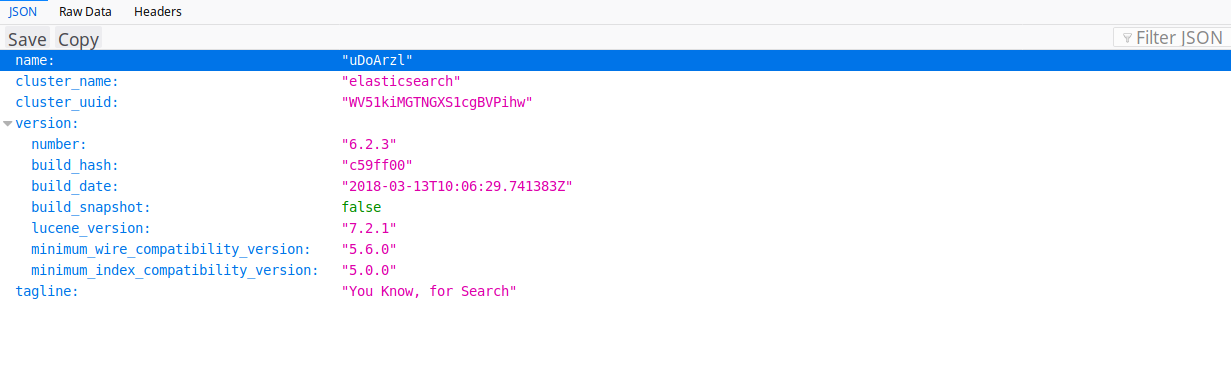 JSON Raw Data Headers
Save Copy Filter JSON
name: "uDoArzl"
cluster_name: "elasticsearch"
cluster_uuid: "WV51kiMGTNGXS1cgBVPihw"
version:
number: "6.2.3"
build_hash: "c59ff00"
build_date: "2018-03-13T10:06:29.741383Z"
build_snapshot: false
lucene_version: "7.2.1"
minimum_wire_compatibility_version: "5.6.0"
minimum_index_compatibility_version: "5.0.0"
tagline: "You Know, for Search"